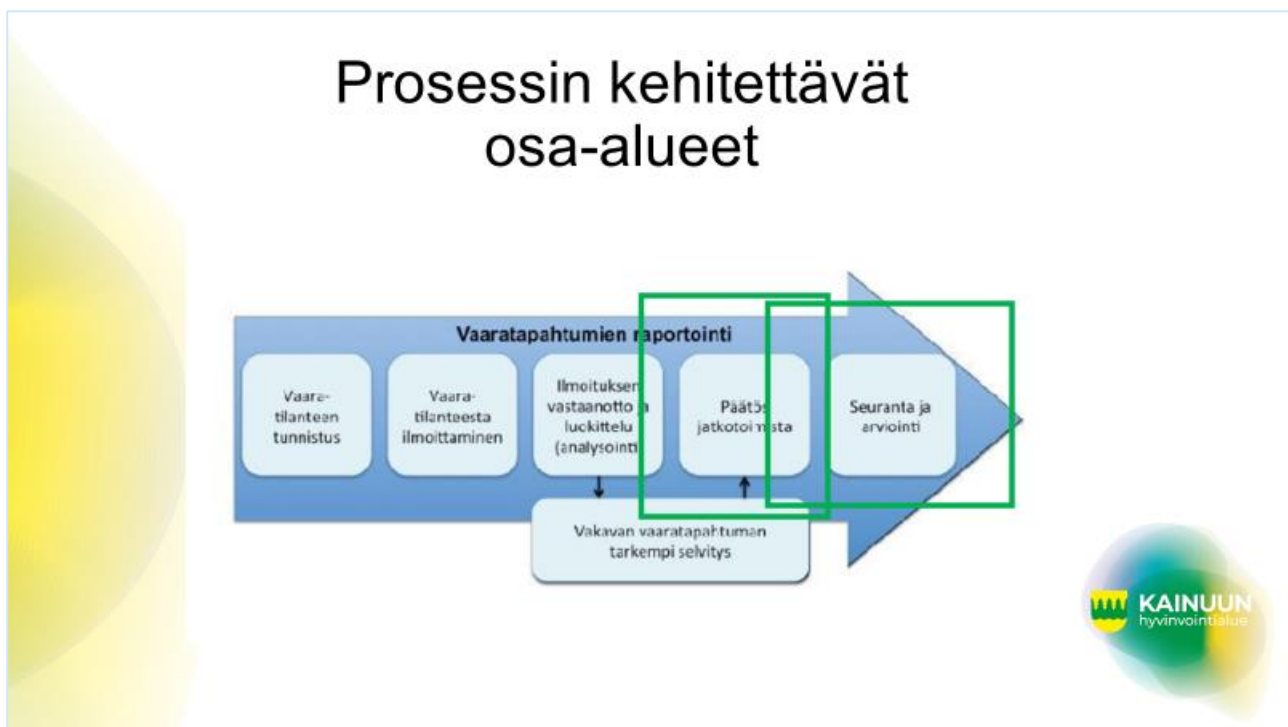 Prosessin kehitettävät
osa-alueet
Vaaratapahtumien raportointi
Vaara-
tilanteen
tunnistus
Vaara-
tilanteesta
ilmoittaminen
Ilmoituksen
vastaanotto ja
luokittelu
(analysointi)
Päätös
jatkotoimista
Seuranta ja
arviointi
Vakavan vaaratapahtuman
tarkempi selvitys
KAINUUN
hyvinvointialue